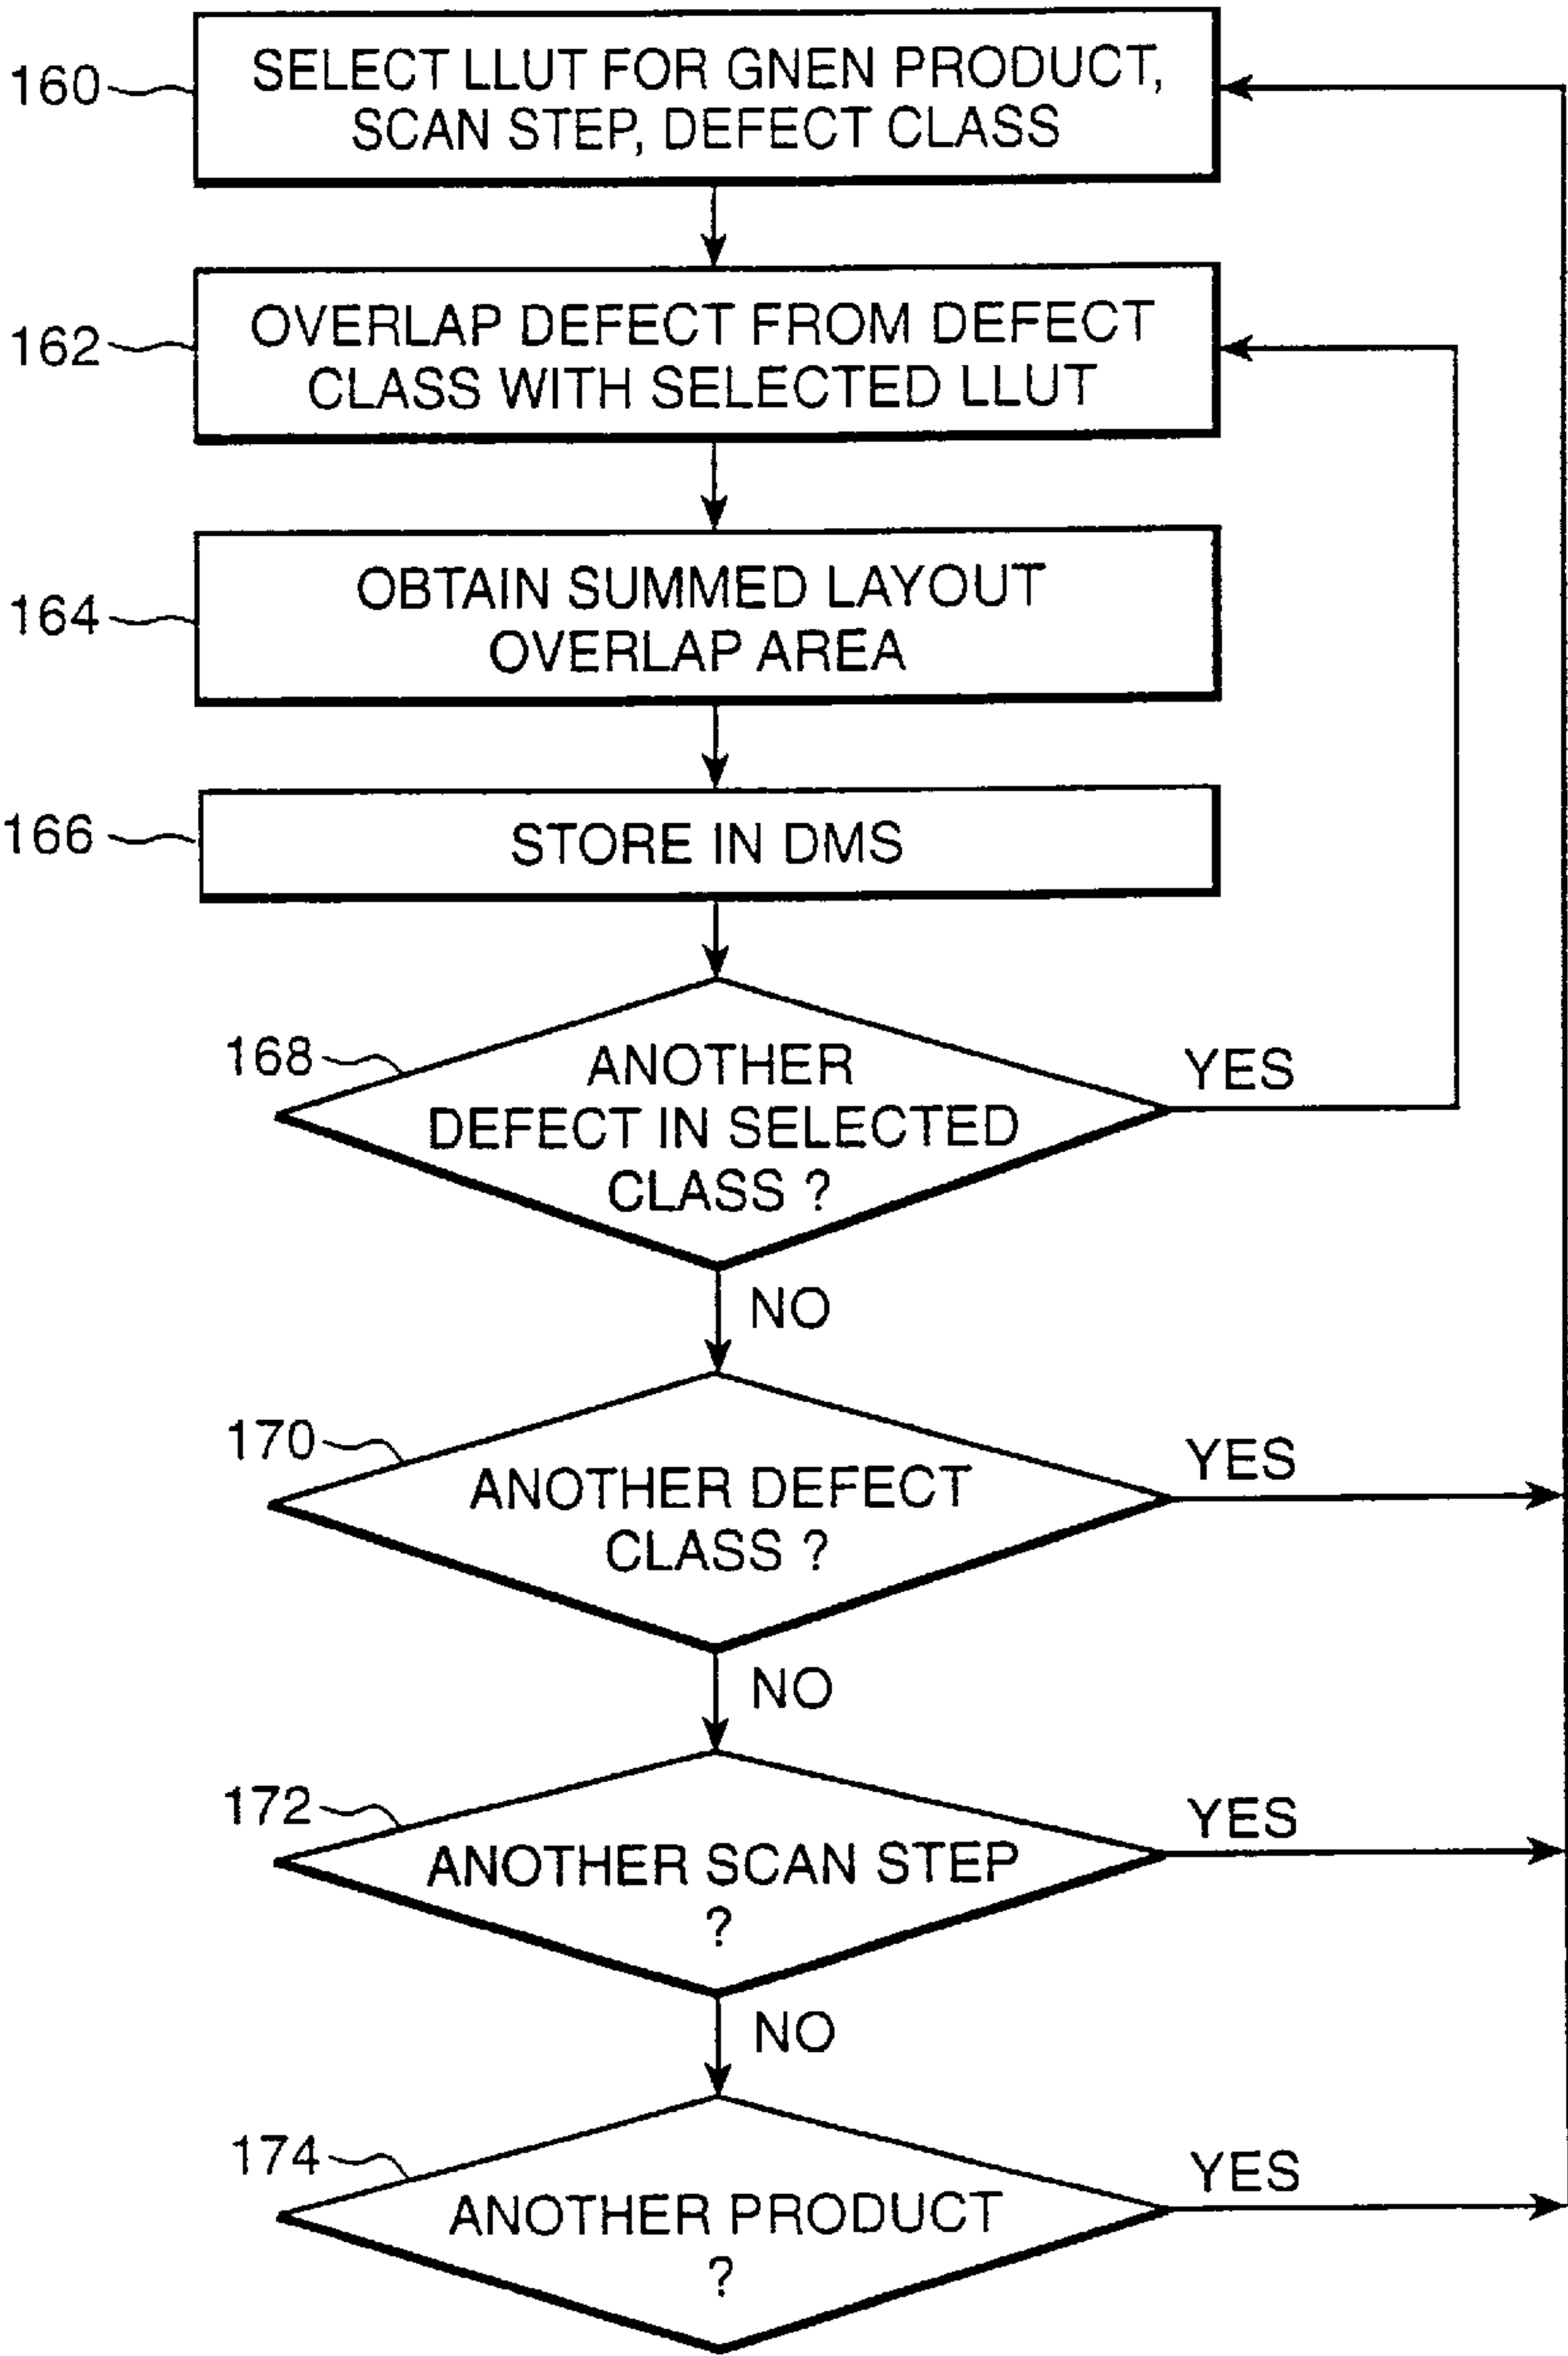 160
SELECT LLUT FOR GNEN PRODUCT,
SCAN STEP, DEFECT CLASS
162
OVERLAP DEFECT FROM DEFECT
CLASS WITH SELECTED LLUT
164
OBTAIN SUMMED LAYOUT
OVERLAP AREA
166
STORE IN DMS
168
ANOTHER
DEFECT IN SELECTED
CLASS ?
YES
NO
170
ANOTHER DEFECT
CLASS ?
YES
NO
172
ANOTHER SCAN STEP
?
YES
NO
174
ANOTHER PRODUCT
?
YES